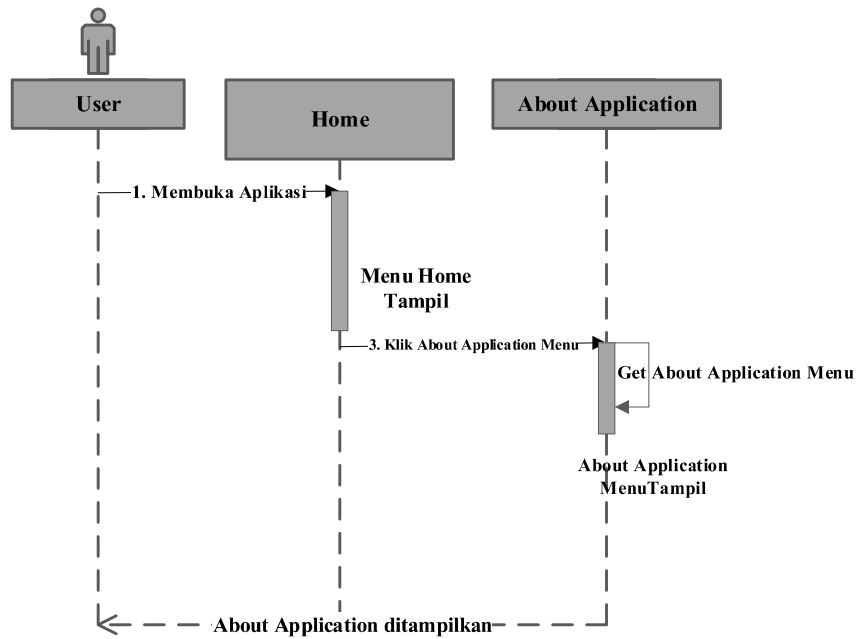 User
Home
About Application
1. Membuka Aplikasi
Menu Home
Tampil
3. Klik About Application Menu
Get About Application Menu
About Application
MenuTampil
About Application ditampilkan